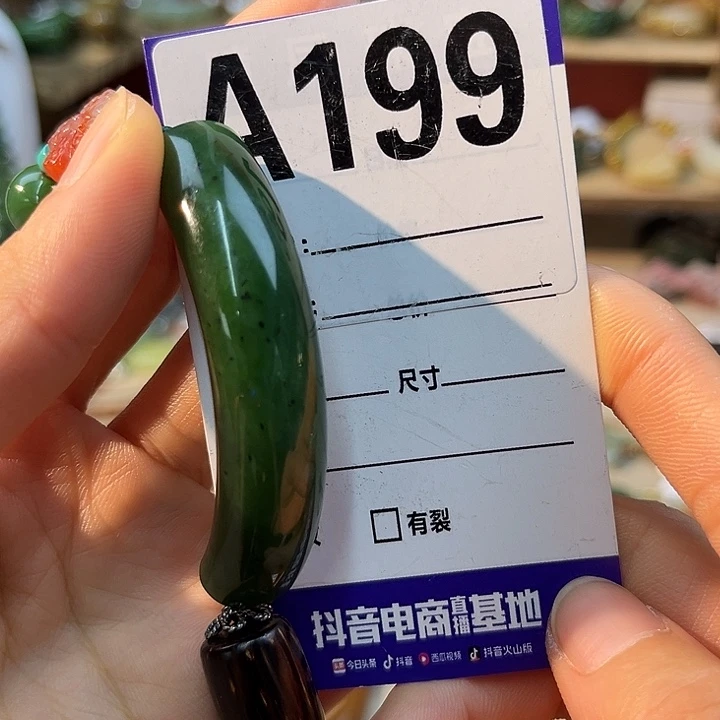 A199
尺寸
有裂
抖音电商直播基地
今日头条 抖音 西瓜视频 抖音火山版